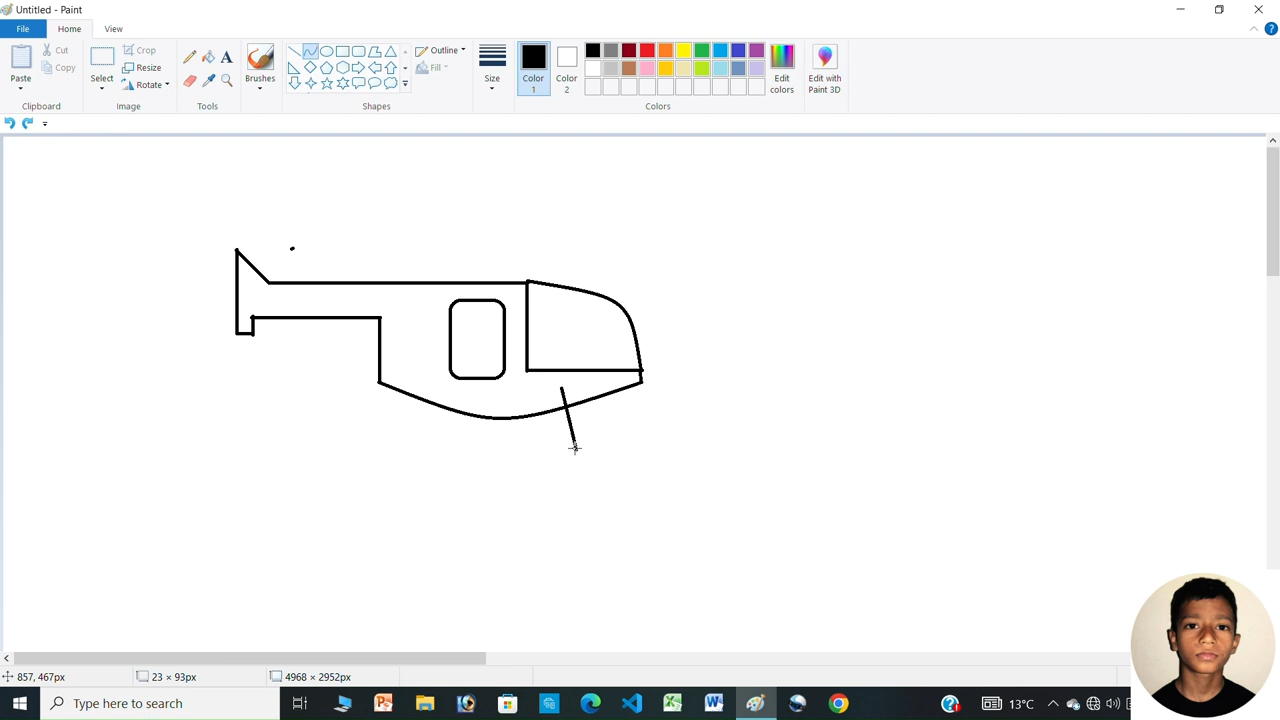 Untitled - Paint
File Home View
Paste
Cut
Copy
Clipboard
Select
Crop
Resize
Rotate
Image
Tools
Brushes
Shapes
Outline
Fill
Size
Color 1
Color 2
Colors
Edit colors
Edit with Paint 3D
857, 467px
23 × 93px
4968 × 2952px
Type here to search
13°C